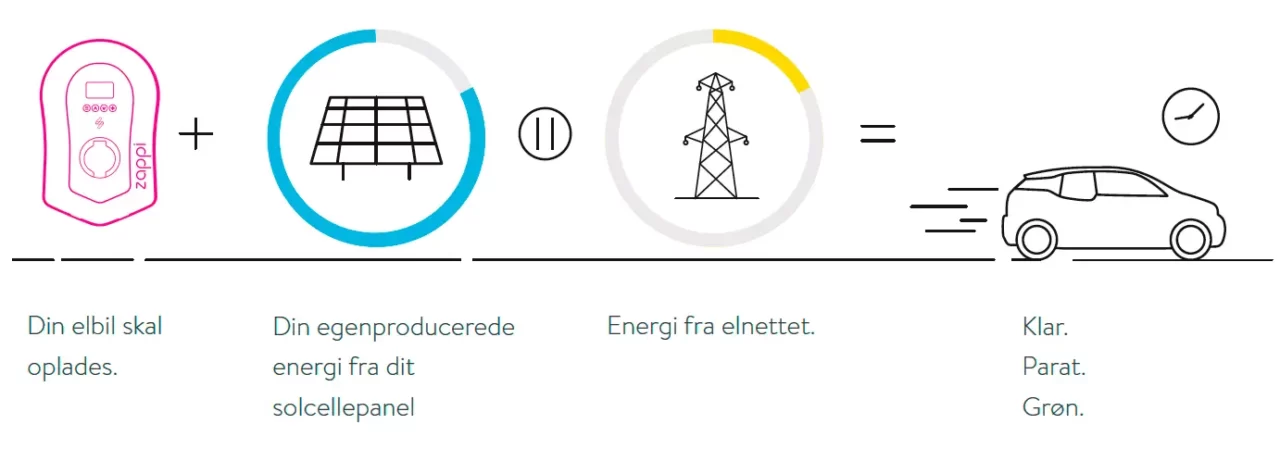 zappi
Din elbil skal
oplades.
Din egenproducerede
energi fra dit
solcellepanel
Energi fra elnettet.
Klar.
Parat.
Grøn.